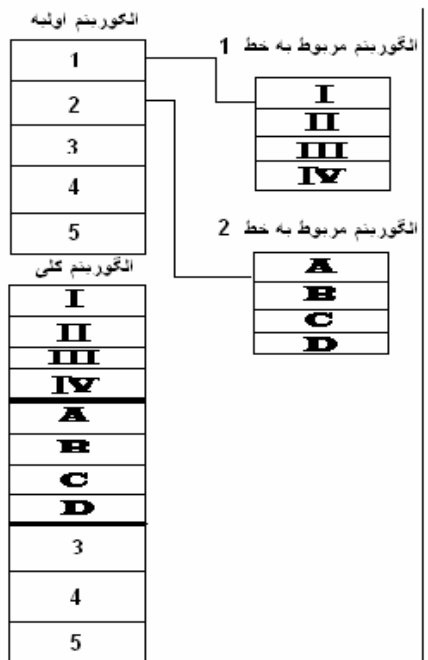 الگوریتم اولیه
1
2
3
4
5
الگوریتم مربوط به خط 1
I
II
III
IV
الگوریتم مربوط به خط 2
A
B
C
D
الگوریتم کلی
I
II
III
IV
A
B
C
D
3
4
5